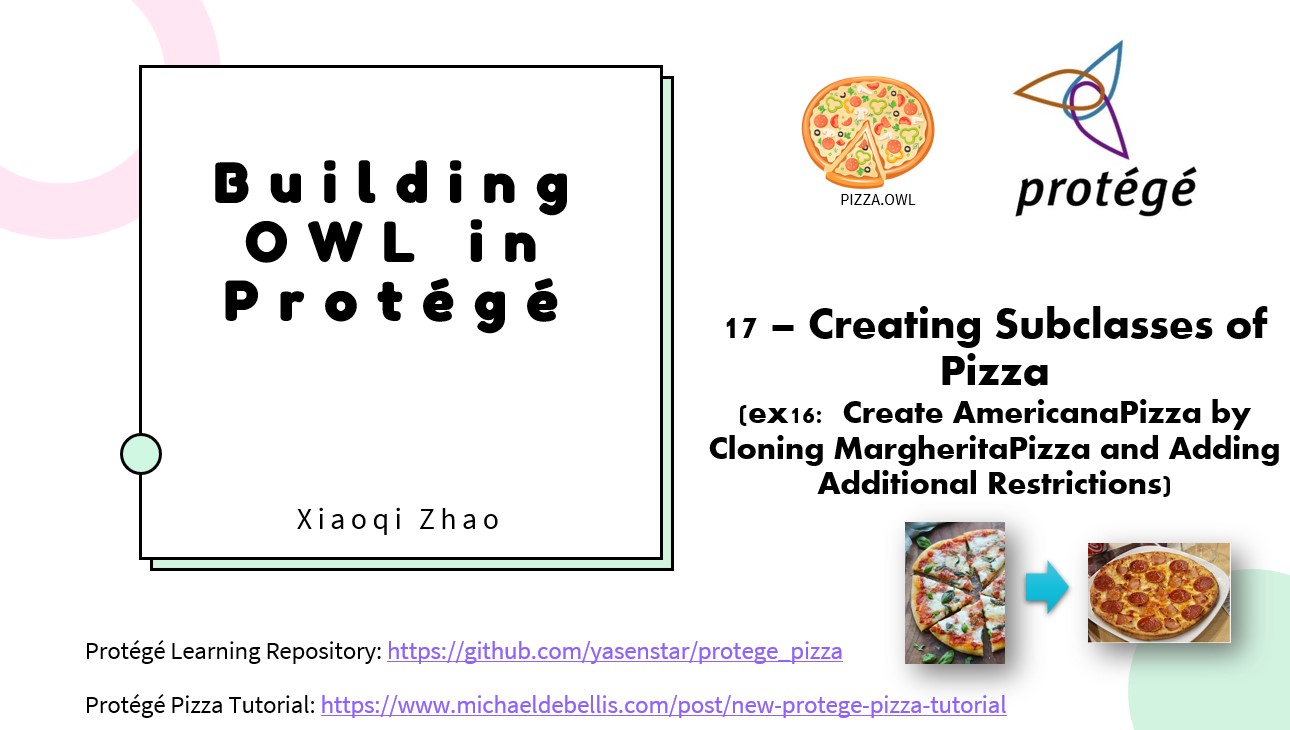 Building
OWL in
Protégé
Xiaoqi Zhao
PIZZA.OWL
protégé
17 – Creating Subclasses of
Pizza
(ex16:  Create AmericanaPizza by
Cloning MargheritaPizza and Adding
Additional Restrictions)
Protégé Learning Repository: https://github.com/yasenstar/protege_pizza
Protégé Pizza Tutorial: https://www.michaeldebellis.com/post/new-protege-pizza-tutorial